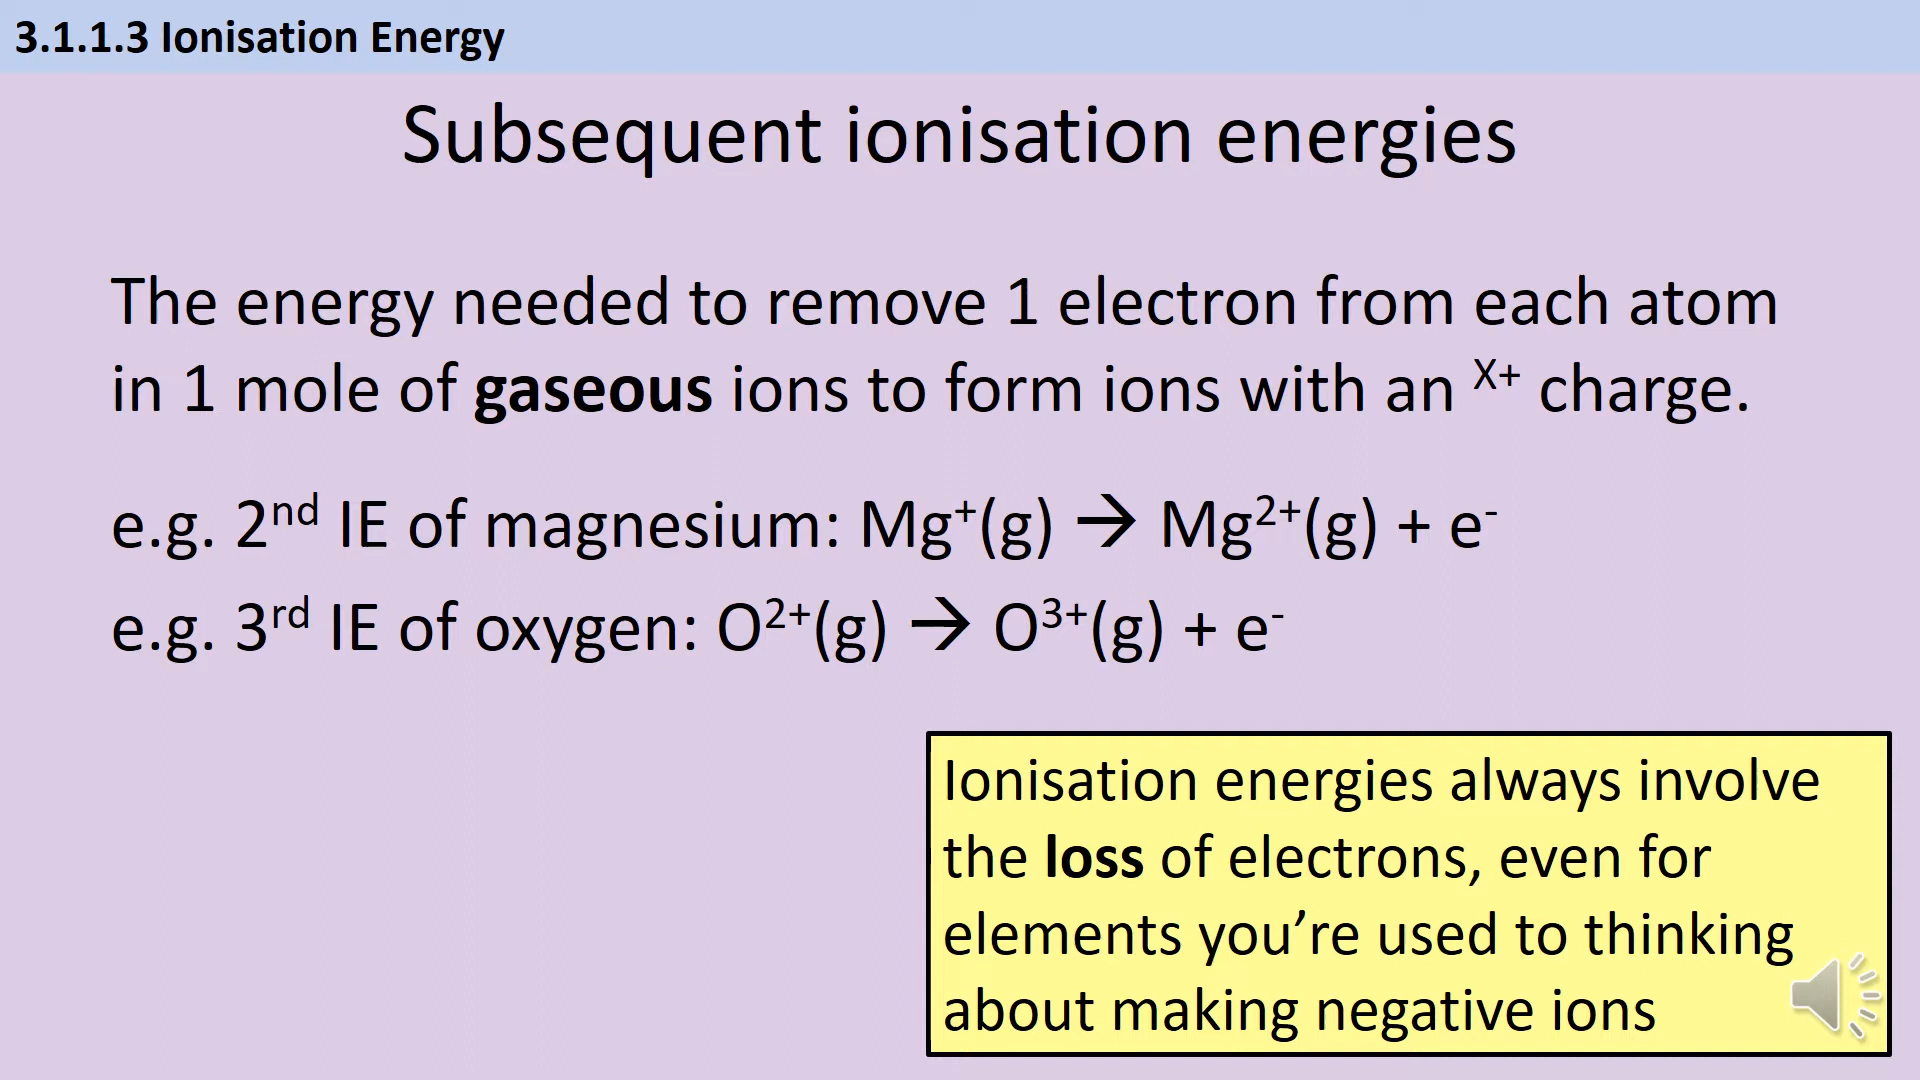 3.1.1.3 Ionisation Energy
Subsequent ionisation energies
The energy needed to remove 1 electron from each atom
in 1 mole of gaseous ions to form ions with an ˣ⁺ charge.
e.g. 2ⁿᵈ IE of magnesium: Mg⁺(g) → Mg²⁺(g) + e⁻
e.g. 3ʳᵈ IE of oxygen: O²⁺(g) → O³⁺(g) + e⁻
Ionisation energies always involve
the loss of electrons, even for
elements you’re used to thinking
about making negative ions